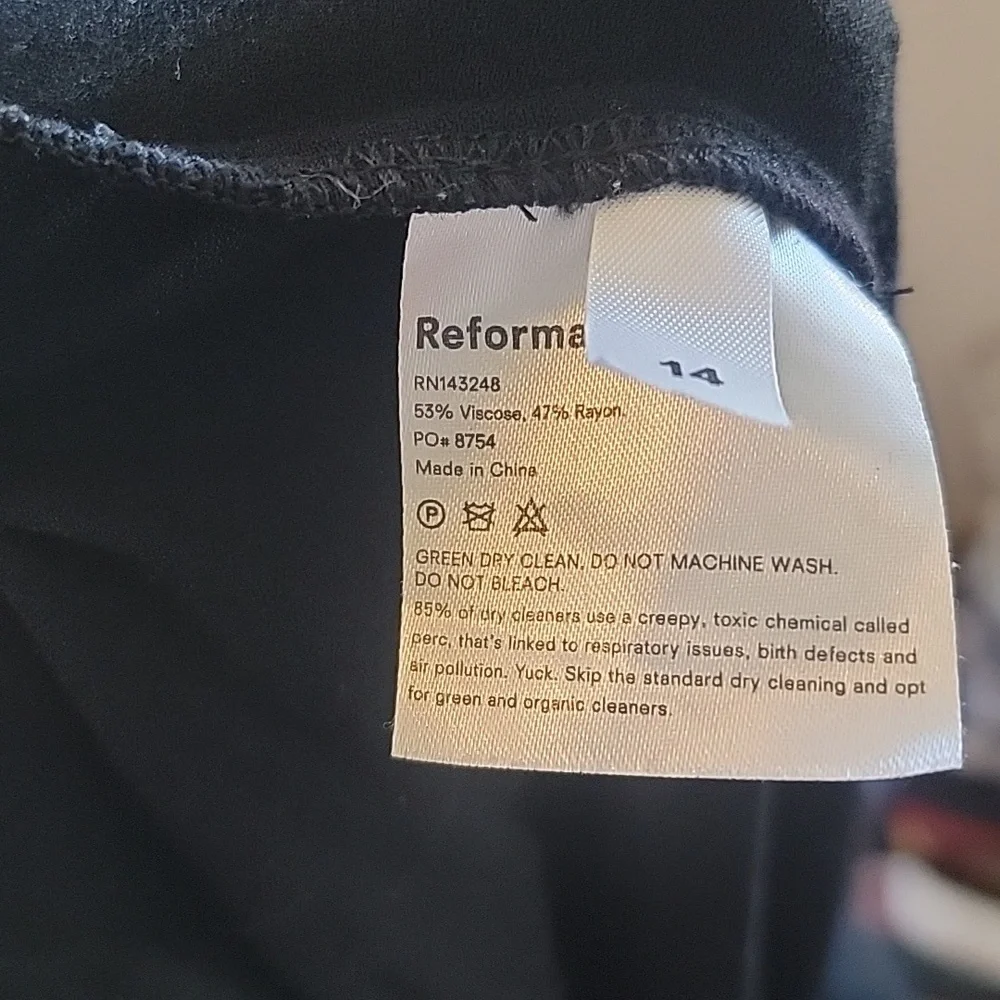 Reforma
14
RN143248
53% Viscose, 47% Rayon.
PO# 8754
Made in China
P
GREEN DRY CLEAN. DO NOT MACHINE WASH.
DO NOT BLEACH.
85% of dry cleaners use a creepy, toxic chemical called
perc, that's linked to respiratory issues, birth defects and
air pollution. Yuck. Skip the standard dry cleaning and opt
for green and organic cleaners.